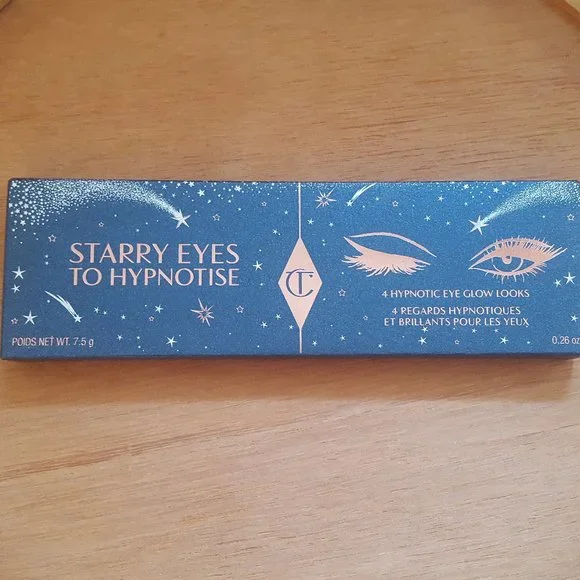 STARRY EYES
TO HYPNOTISE
POIDS NET WT. 7.5 g
CT
4 HYPNOTIC EYE GLOW LOOKS
4 REGARDS HYPNOTIQUES
ET BRILLANTS POUR LES YEUX
0.26 oz